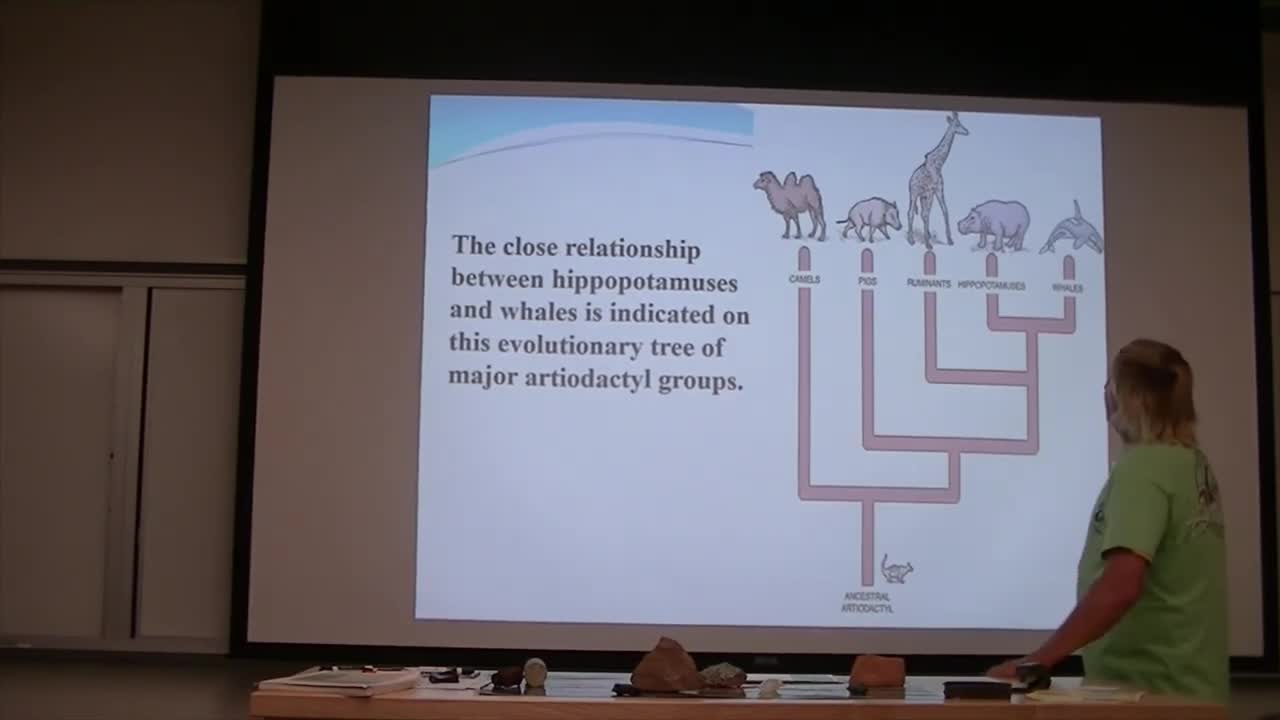 The close relationship
between hippopotamuses
and whales is indicated on
this evolutionary tree of
major artiodactyl groups.
CAMELS
PIGS
RUMINANTS
HIPPOPOTAMUSES
WHALES
ANCESTRAL
ARTIODACTYL